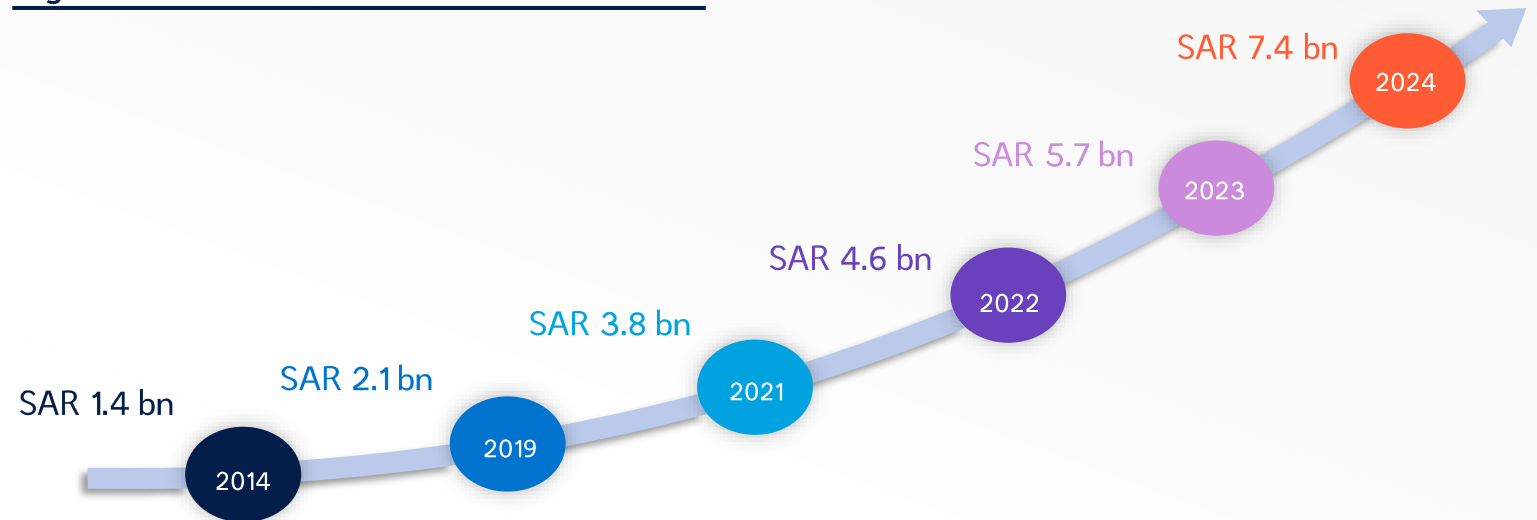 SAR 1.4 bn
2014
SAR 2.1 bn
2019
SAR 3.8 bn
2021
SAR 4.6 bn
2022
SAR 5.7 bn
2023
SAR 7.4 bn
2024